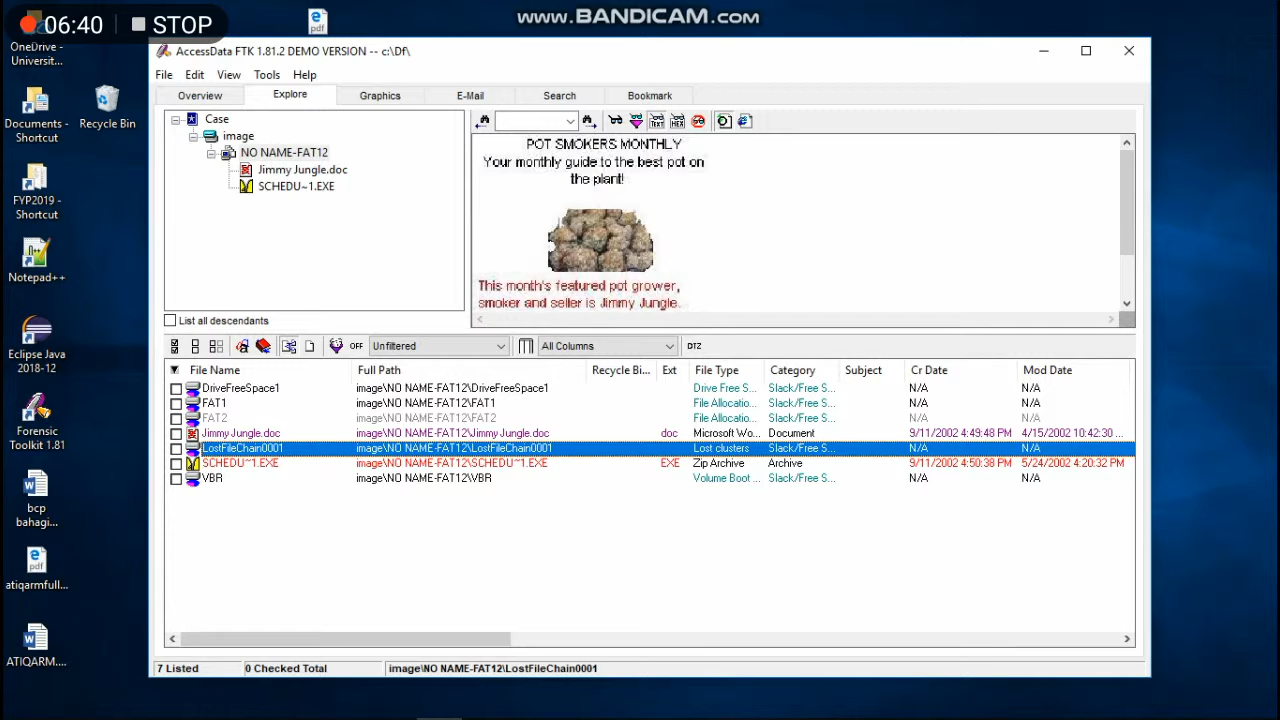 www.BANDICAM.com
06:40 STOP
pdf
OneDrive -
Universit...
Documents -
Shortcut
Recycle Bin
FYP2019 -
Shortcut
Notepad++
Eclipse Java
2018-12
Forensic
Toolkit 1.81
bcp
bahagi...
pdf
atiqarmfull...
ATIQARM....
AccessData FTK 1.81.2 DEMO VERSION -- c:\Df\
File Edit View Tools Help
Overview Explore Graphics E-Mail Search Bookmark
Case
image
NO NAME-FAT12
Jimmy Jungle.doc
SCHEDU~1.EXE
TEXT HEX
POT SMOKERS MONTHLY
Your monthly guide to the best pot on
the plant!
This month's featured pot grower,
smoker and seller is Jimmy Jungle.
List all descendants
OFF Unfiltered All Columns DTZ
File Name Full Path Recycle Bi... Ext File Type Category Subject Cr Date Mod Date
DriveFreeSpace1 image\NO NAME-FAT12\DriveFreeSpace1 Drive Free S... Slack/Free S... N/A N/A
FAT1 image\NO NAME-FAT12\FAT1 File Allocatio... Slack/Free S... N/A N/A
FAT2 image\NO NAME-FAT12\FAT2 File Allocatio... Slack/Free S... N/A N/A
Jimmy Jungle.doc image\NO NAME-FAT12\Jimmy Jungle.doc doc Microsoft Wo... Document 9/11/2002 4:49:48 PM 4/15/2002 10:42:30 ...
LostFileChain0001 image\NO NAME-FAT12\LostFileChain0001 Lost clusters Slack/Free S... N/A N/A
SCHEDU~1.EXE image\NO NAME-FAT12\SCHEDU~1.EXE EXE Zip Archive Archive 9/11/2002 4:50:38 PM 5/24/2002 4:20:32 PM
VBR image\NO NAME-FAT12\VBR Volume Boot ... Slack/Free S... N/A N/A
7 Listed 0 Checked Total image\NO NAME-FAT12\LostFileChain0001